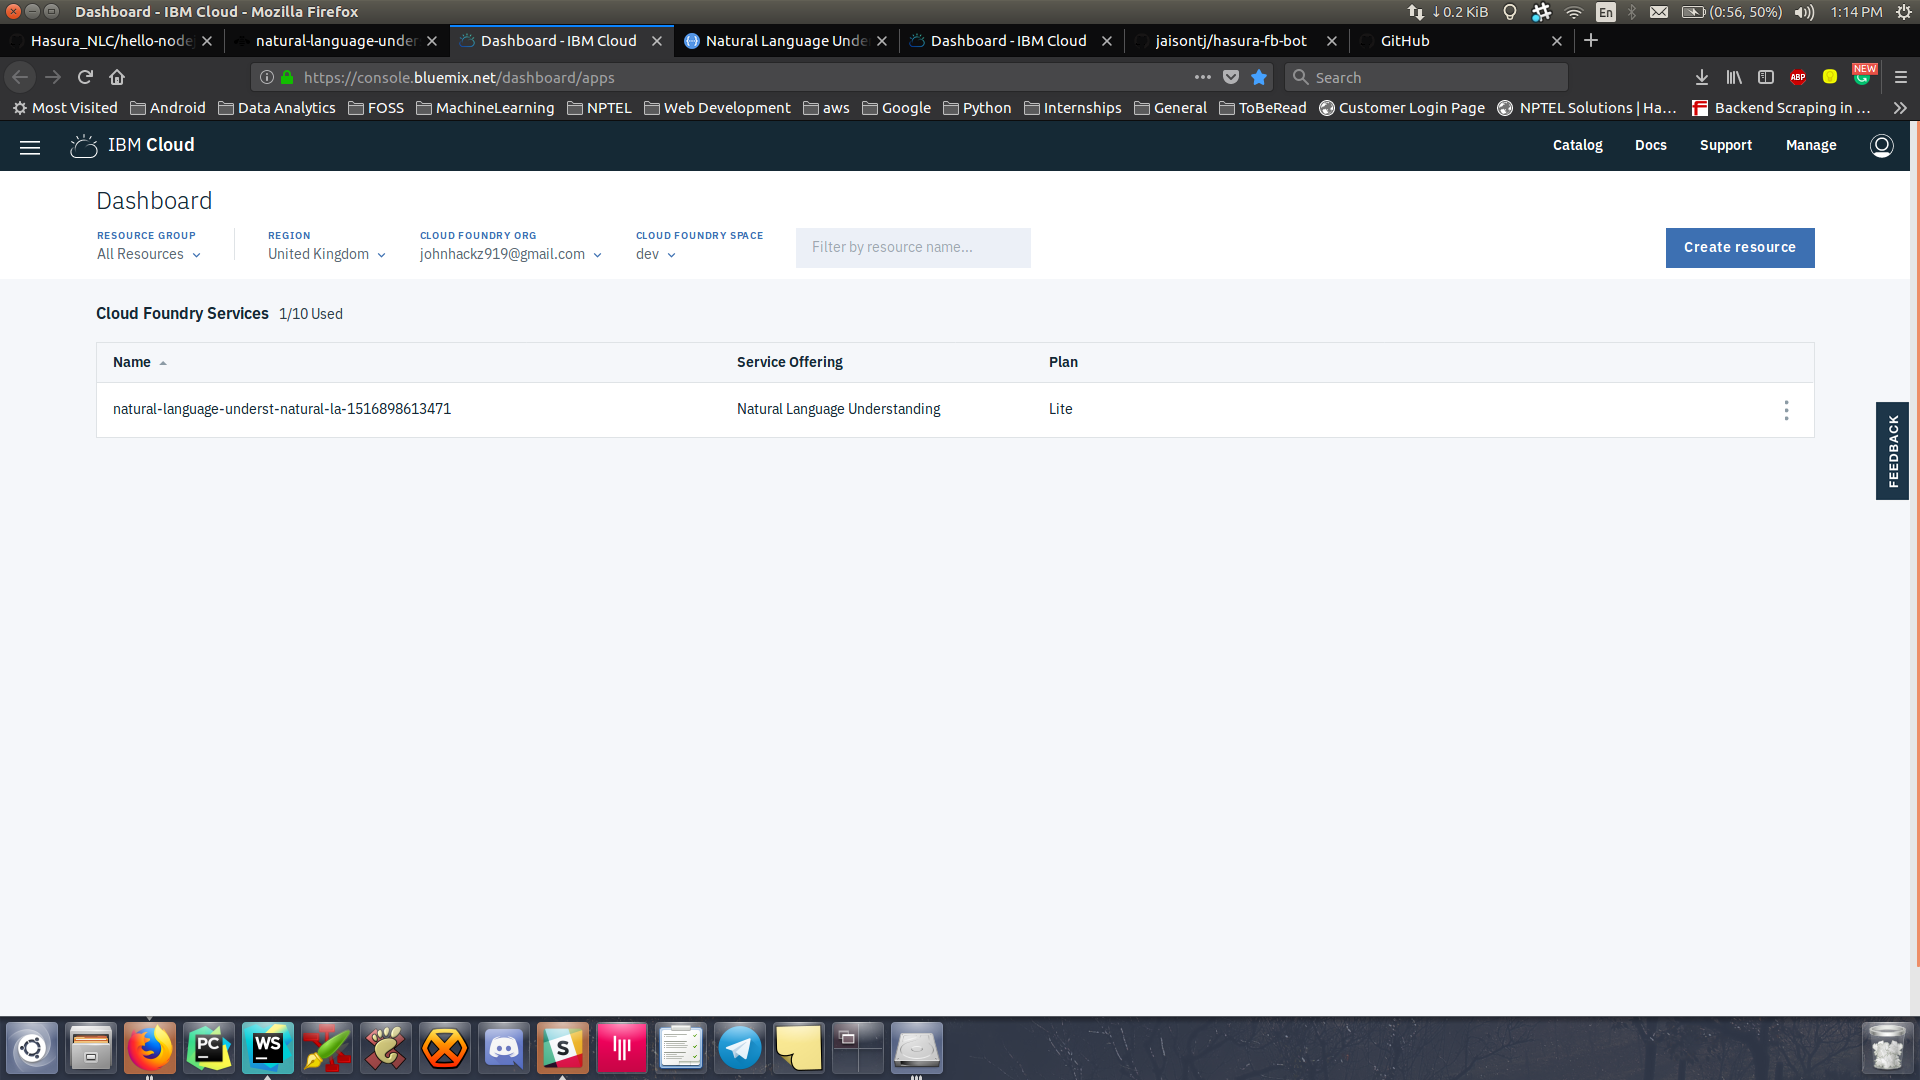 Dashboard - IBM Cloud - Mozilla Firefox
↓0.2 KiB
En
(0:56, 50%)
1:14 PM
Hasura_NLC/hello-node
natural-language-under
Dashboard - IBM Cloud
Natural Language Unde
Dashboard - IBM Cloud
jaisontj/hasura-fb-bot
GitHub
https://console.bluemix.net/dashboard/apps
Search
ABP
NEW
Most Visited
Android
Data Analytics
FOSS
MachineLearning
NPTEL
Web Development
aws
Google
Python
Internships
General
ToBeRead
Customer Login Page
NPTEL Solutions | Ha...
Backend Scraping in ...
IBM Cloud
Catalog
Docs
Support
Manage
Dashboard
RESOURCE GROUP
All Resources
REGION
United Kingdom
CLOUD FOUNDRY ORG
johnhackz919@gmail.com
CLOUD FOUNDRY SPACE
dev
Filter by resource name...
Create resource
Cloud Foundry Services 1/10 Used
Name
Service Offering
Plan
natural-language-underst-natural-la-1516898613471
Natural Language Understanding
Lite
FEEDBACK
PC
WS
S